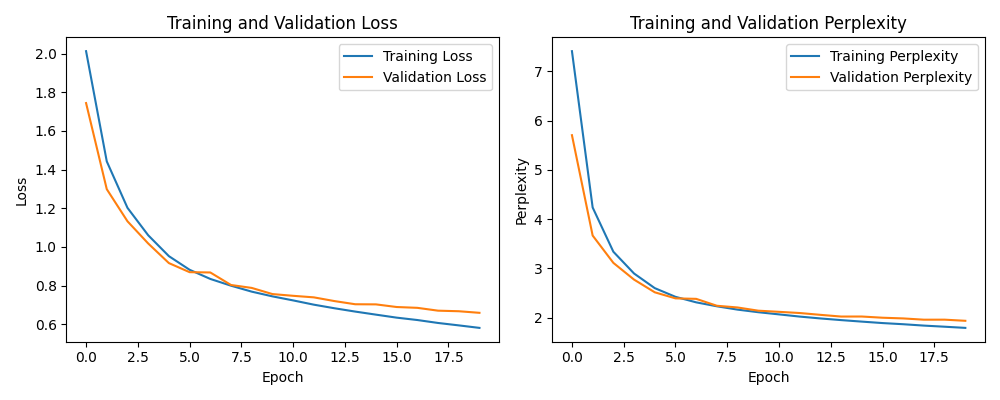 Training and Validation Loss
Training Loss
Validation Loss
2.0
1.8
1.6
1.4
1.2
1.0
0.8
0.6
Loss
0.0 2.5 5.0 7.5 10.0 12.5 15.0 17.5
Epoch
Training and Validation Perplexity
Training Perplexity
Validation Perplexity
7
6
5
4
3
2
Perplexity
0.0 2.5 5.0 7.5 10.0 12.5 15.0 17.5
Epoch